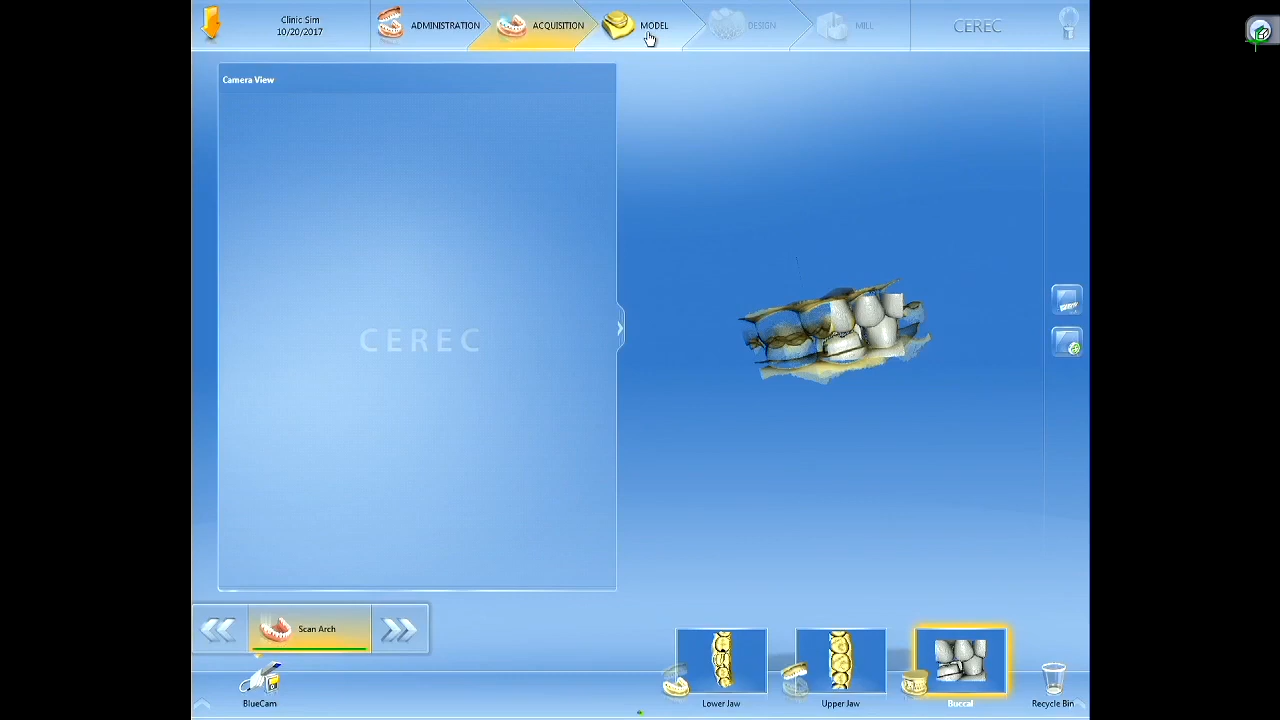 Clinic Sim
10/20/2017
ADMINISTRATION
ACQUISITION
MODEL
DESIGN
MILL
CEREC
Camera View
CEREC
Scan Arch
BlueCam
Lower Jaw
Upper Jaw
Buccal
Recycle Bin